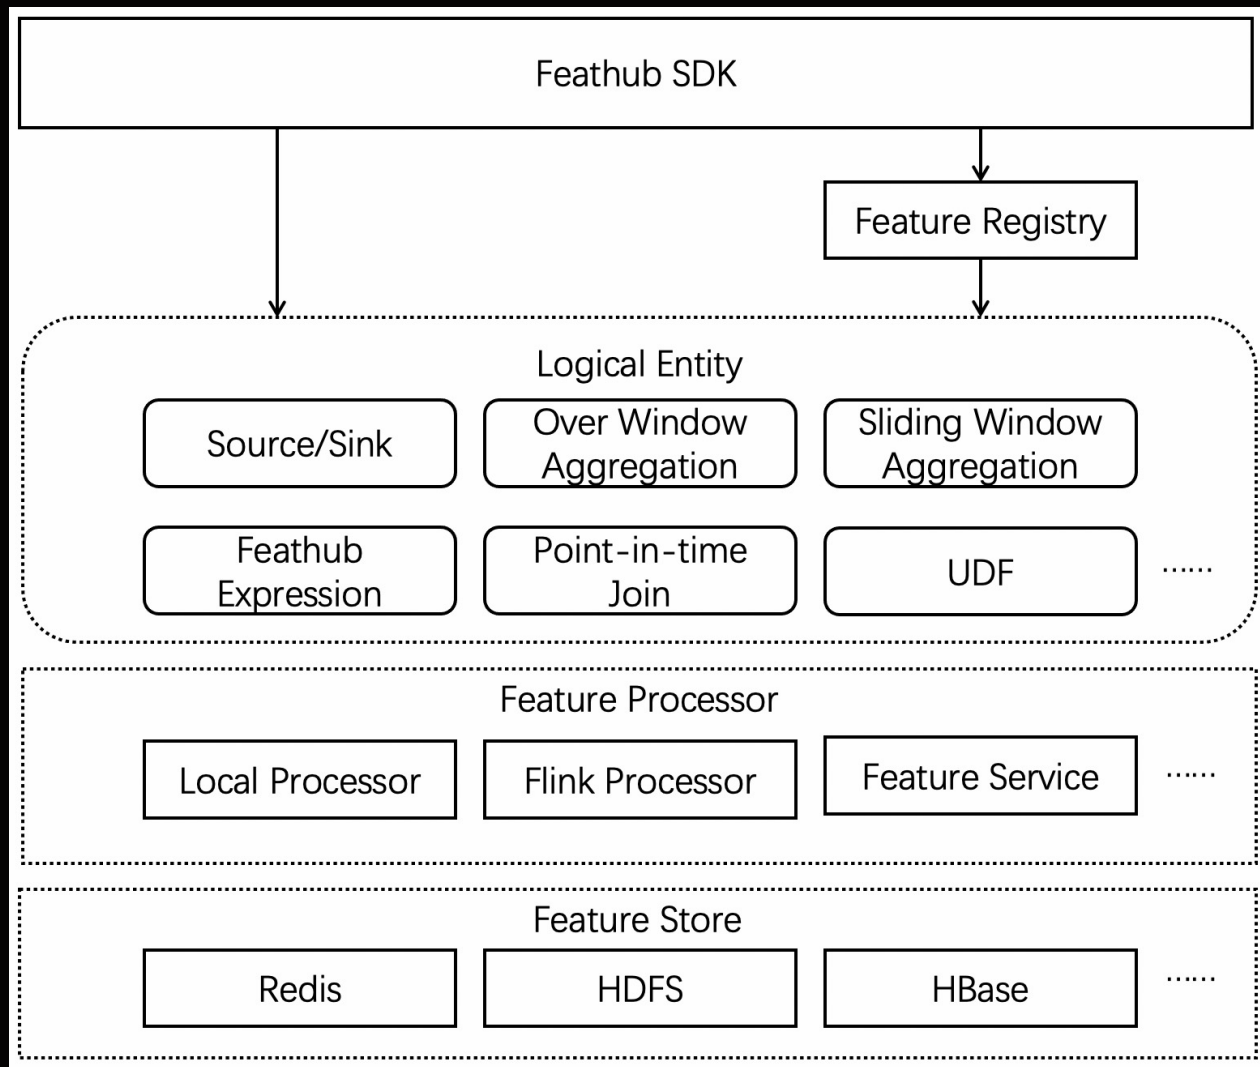 Feathub SDK
Feature Registry
Logical Entity
Source/Sink
Over Window
Aggregation
Sliding Window
Aggregation
Feathub
Expression
Point-in-time
Join
UDF
······
Feature Processor
Local Processor
Flink Processor
Feature Service
······
Feature Store
Redis
HDFS
HBase
······